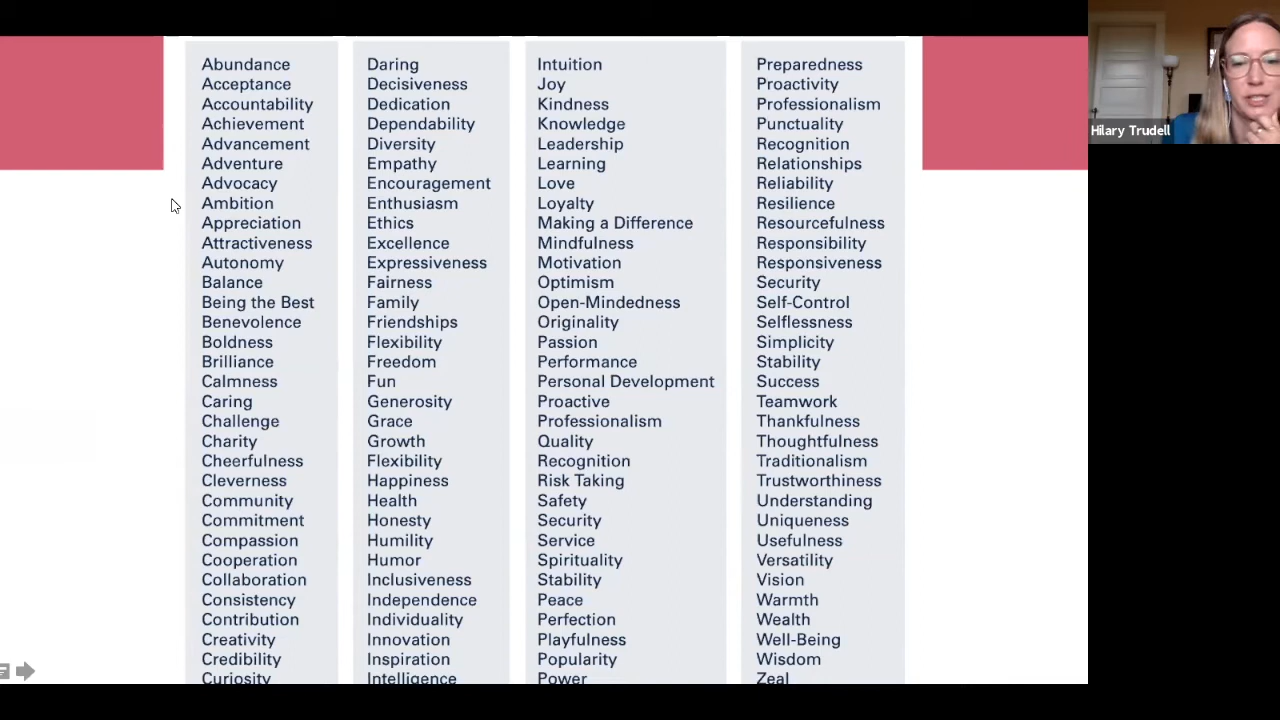 Abundance
Acceptance
Accountability
Achievement
Advancement
Adventure
Advocacy
Ambition
Appreciation
Attractiveness
Autonomy
Balance
Being the Best
Benevolence
Boldness
Brilliance
Calmness
Caring
Challenge
Charity
Cheerfulness
Cleverness
Community
Commitment
Compassion
Cooperation
Collaboration
Consistency
Contribution
Creativity
Credibility
Curiosity
Daring
Decisiveness
Dedication
Dependability
Diversity
Empathy
Encouragement
Enthusiasm
Ethics
Excellence
Expressiveness
Fairness
Family
Friendships
Flexibility
Freedom
Fun
Generosity
Grace
Growth
Flexibility
Happiness
Health
Honesty
Humility
Humor
Inclusiveness
Independence
Individuality
Innovation
Inspiration
Intelligence
Intuition
Joy
Kindness
Knowledge
Leadership
Learning
Love
Loyalty
Making a Difference
Mindfulness
Motivation
Optimism
Open-Mindedness
Originality
Passion
Performance
Personal Development
Proactive
Professionalism
Quality
Recognition
Risk Taking
Safety
Security
Service
Spirituality
Stability
Peace
Perfection
Playfulness
Popularity
Power
Preparedness
Proactivity
Professionalism
Punctuality
Recognition
Relationships
Reliability
Resilience
Resourcefulness
Responsibility
Responsiveness
Security
Self-Control
Selflessness
Simplicity
Stability
Success
Teamwork
Thankfulness
Thoughtfulness
Traditionalism
Trustworthiness
Understanding
Uniqueness
Usefulness
Versatility
Vision
Warmth
Wealth
Well-Being
Wisdom
Zeal
Hilary Trudell